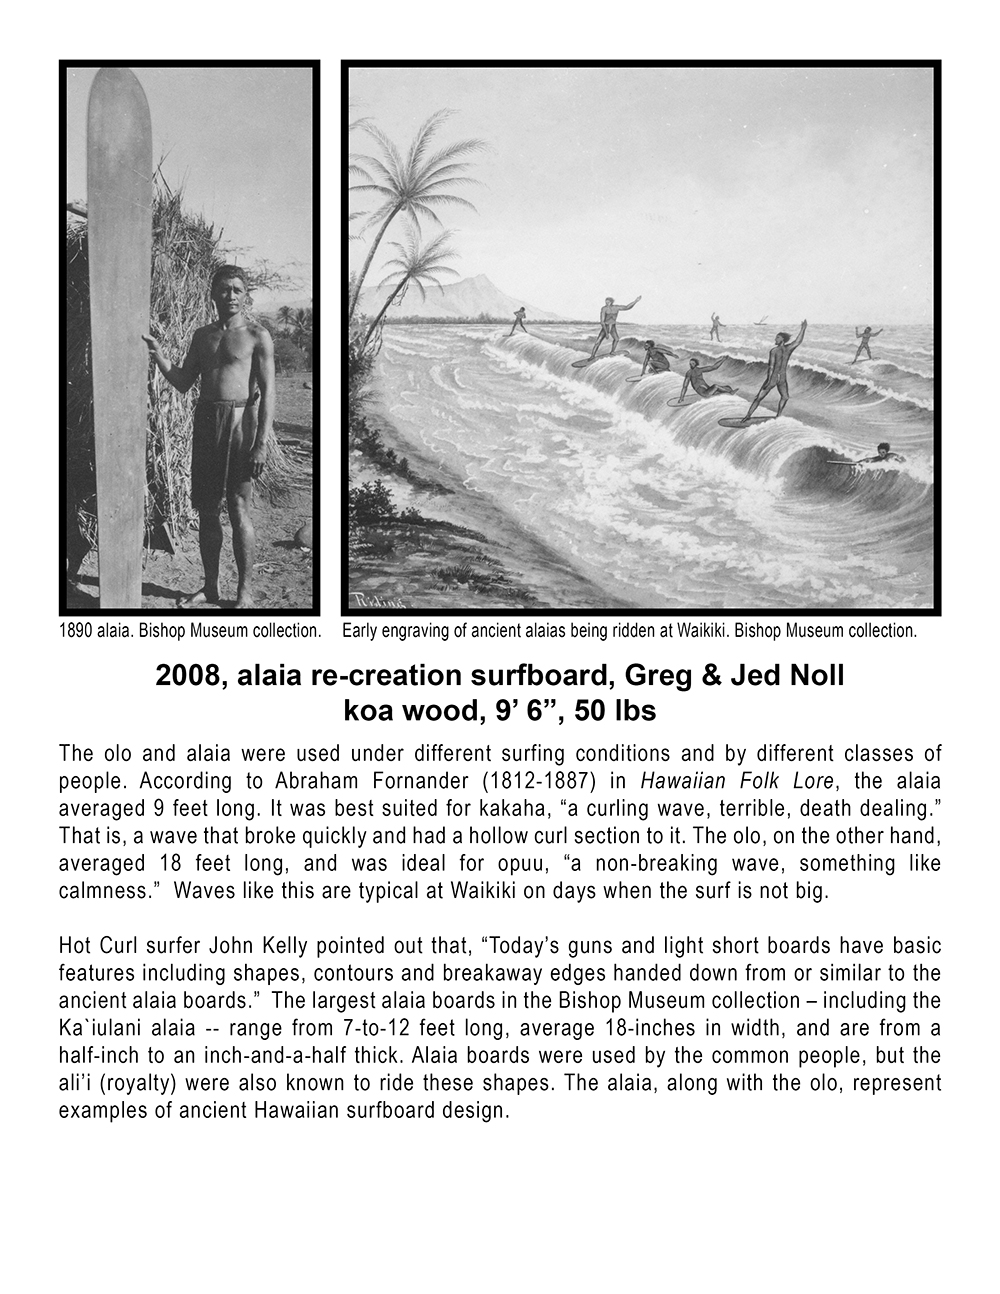 Riding
1890 alaia. Bishop Museum collection.
Early engraving of ancient alaias being ridden at Waikiki. Bishop Museum collection.
2008, alaia re-creation surfboard, Greg & Jed Noll
koa wood, 9’ 6”, 50 lbs
The olo and alaia were used under different surfing conditions and by different classes of
people. According to Abraham Fornander (1812-1887) in Hawaiian Folk Lore, the alaia
averaged 9 feet long. It was best suited for kakaha, “a curling wave, terrible, death dealing.”
That is, a wave that broke quickly and had a hollow curl section to it. The olo, on the other hand,
averaged 18 feet long, and was ideal for opuu, “a non-breaking wave, something like
calmness.”  Waves like this are typical at Waikiki on days when the surf is not big.
Hot Curl surfer John Kelly pointed out that, “Today’s guns and light short boards have basic
features including shapes, contours and breakaway edges handed down from or similar to the
ancient alaia boards.”  The largest alaia boards in the Bishop Museum collection – including the
Ka`iulani alaia -- range from 7-to-12 feet long, average 18-inches in width, and are from a
half-inch to an inch-and-a-half thick. Alaia boards were used by the common people, but the
ali’i (royalty) were also known to ride these shapes. The alaia, along with the olo, represent
examples of ancient Hawaiian surfboard design.